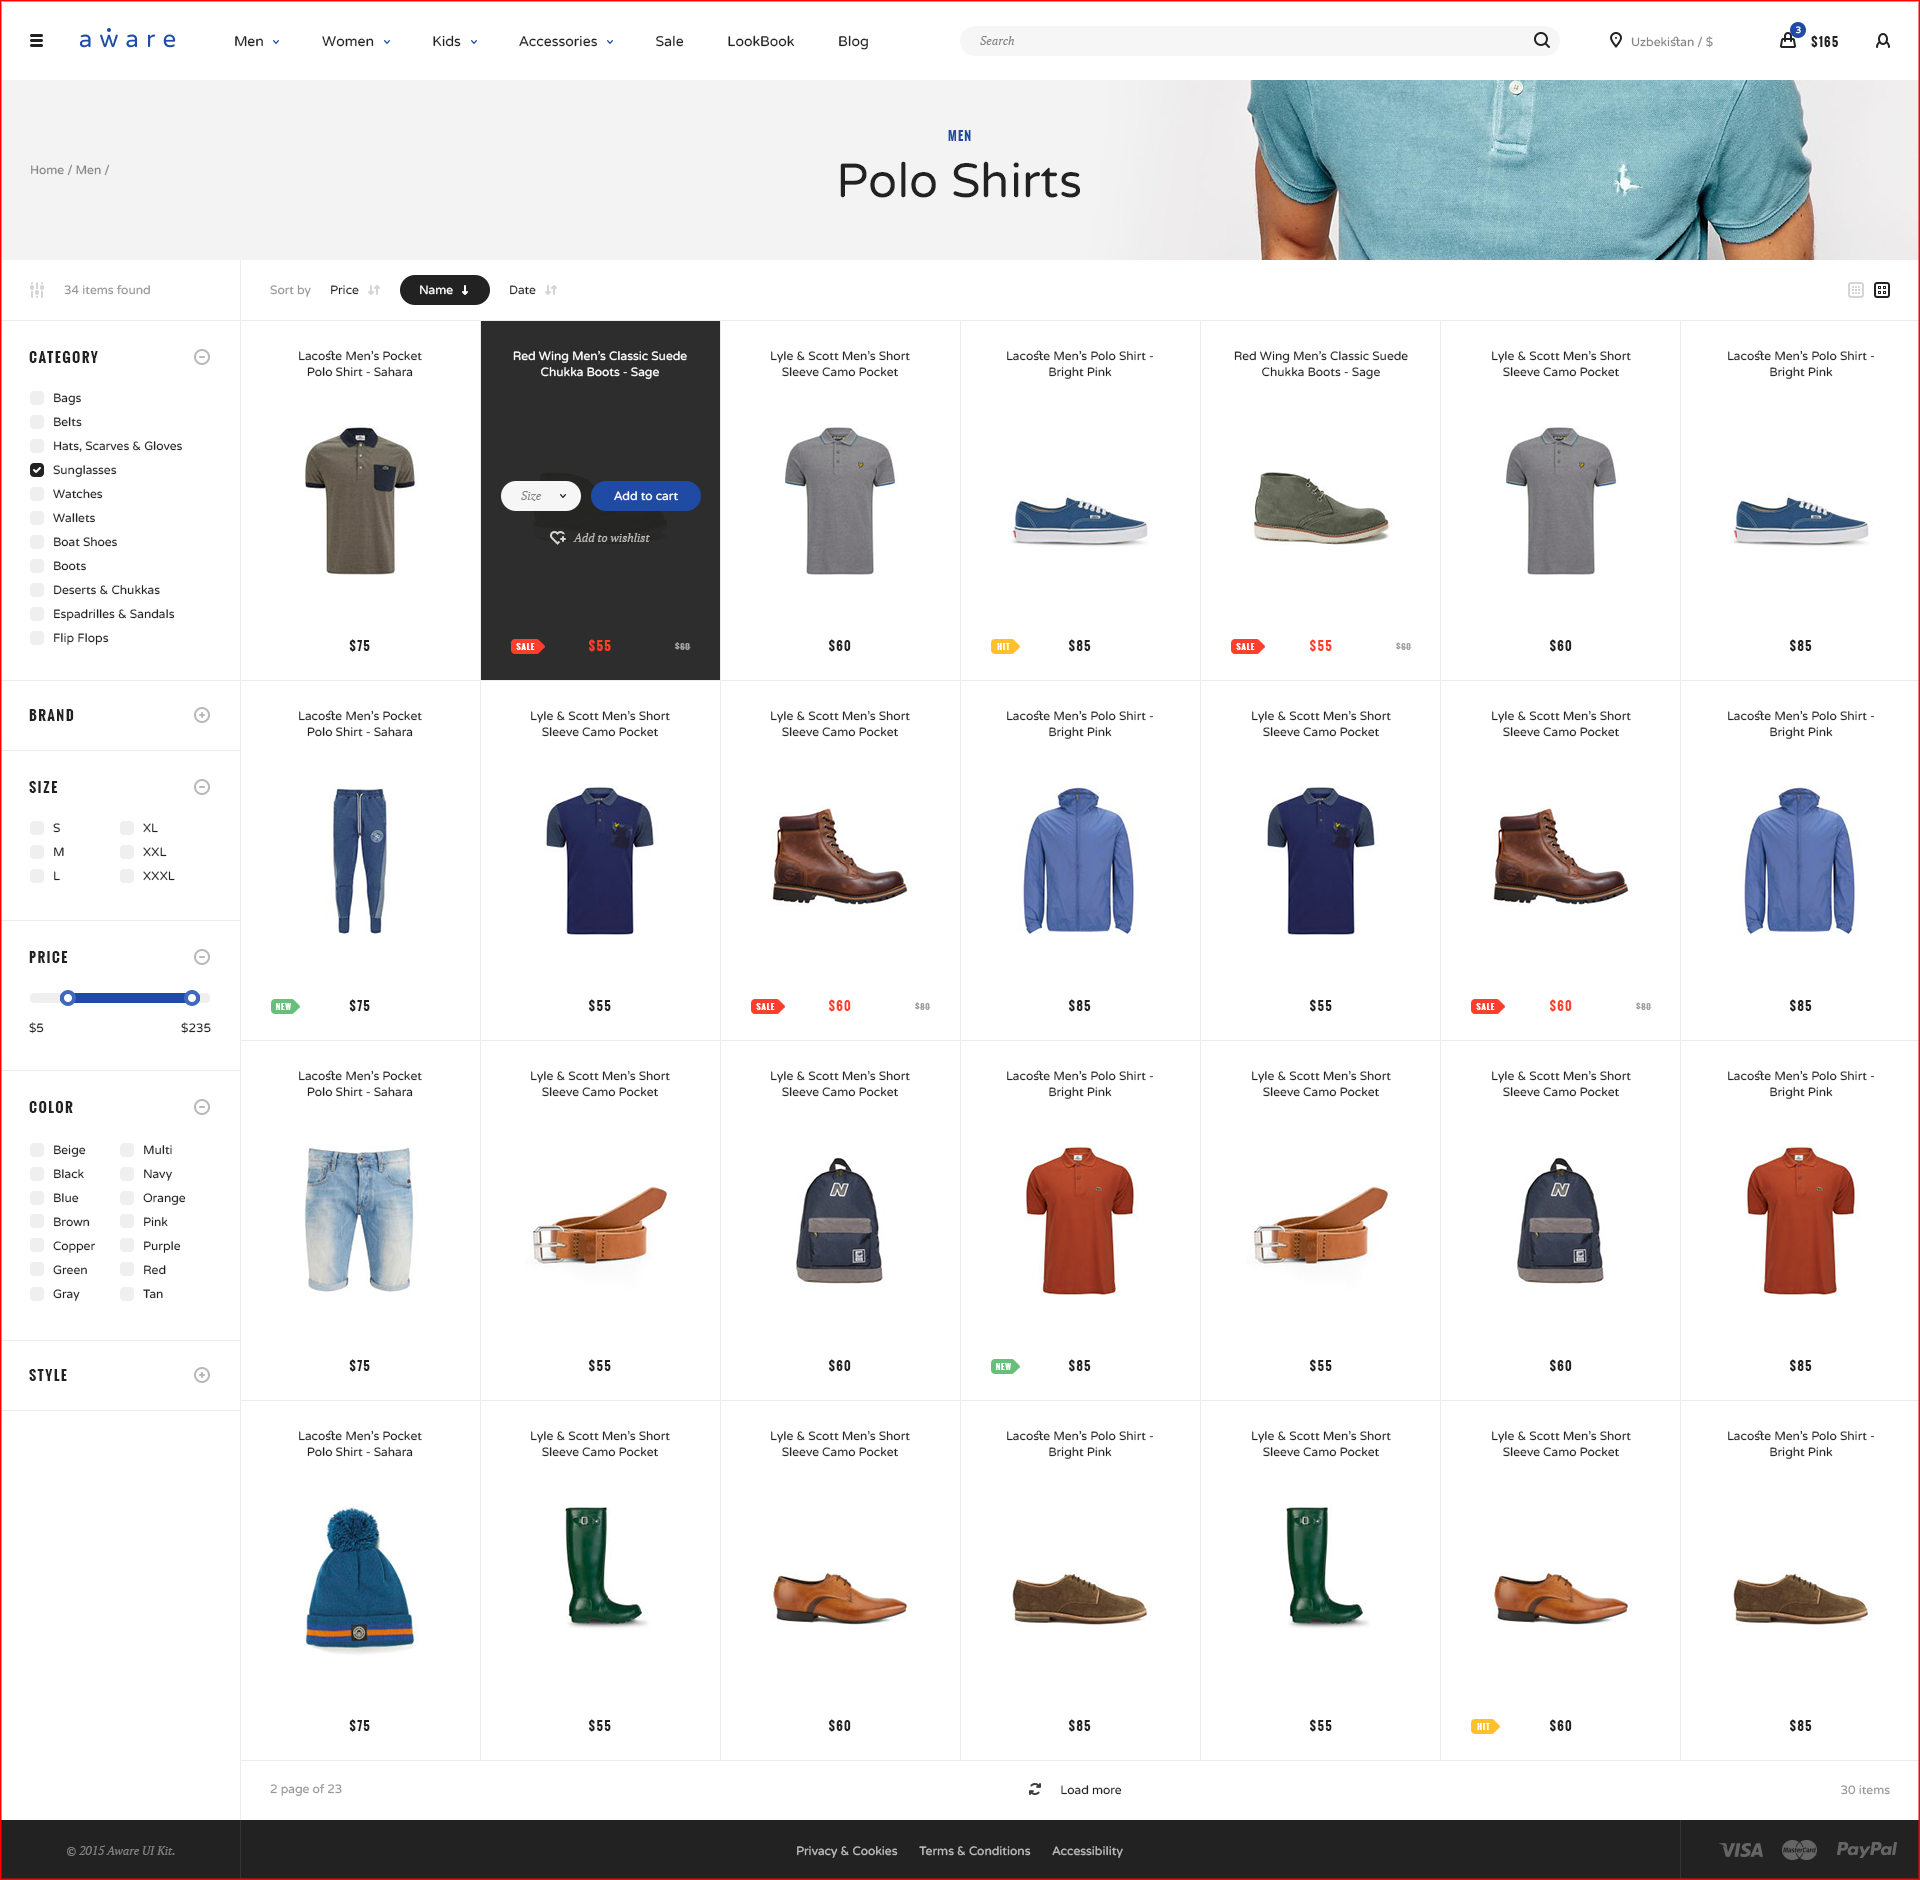 aware
Men
Women
Kids
Accessories
Sale
LookBook
Blog
Search
Uzbekistan / $
3
$165
MEN
Home / Men /
Polo Shirts
34 items found
Sort by
Price
Name
Date
CATEGORY
Bags
Belts
Hats, Scarves & Gloves
Sunglasses
Watches
Wallets
Boat Shoes
Boots
Deserts & Chukkas
Espadrilles & Sandals
Flip Flops
BRAND
SIZE
S
XL
M
XXL
L
XXXL
PRICE
$5
$235
COLOR
Beige
Multi
Black
Navy
Blue
Orange
Brown
Pink
Copper
Purple
Green
Red
Gray
Tan
STYLE
Lacoste Men's Pocket
Polo Shirt - Sahara
$75
Red Wing Men's Classic Suede
Chukka Boots - Sage
Size
Add to cart
Add to wishlist
SALE
$55
$60
Lyle & Scott Men's Short
Sleeve Camo Pocket
$60
Lacoste Men's Polo Shirt -
Bright Pink
HIT
$85
Red Wing Men's Classic Suede
Chukka Boots - Sage
SALE
$55
$60
Lyle & Scott Men's Short
Sleeve Camo Pocket
$60
Lacoste Men's Polo Shirt -
Bright Pink
$85
Lacoste Men's Pocket
Polo Shirt - Sahara
NEW
$75
Lyle & Scott Men's Short
Sleeve Camo Pocket
$55
Lyle & Scott Men's Short
Sleeve Camo Pocket
SALE
$60
$80
Lacoste Men's Polo Shirt -
Bright Pink
$85
Lyle & Scott Men's Short
Sleeve Camo Pocket
$55
Lyle & Scott Men's Short
Sleeve Camo Pocket
SALE
$60
$80
Lacoste Men's Polo Shirt -
Bright Pink
$85
Lacoste Men's Pocket
Polo Shirt - Sahara
$75
Lyle & Scott Men's Short
Sleeve Camo Pocket
$55
Lyle & Scott Men's Short
Sleeve Camo Pocket
N
$60
Lacoste Men's Polo Shirt -
Bright Pink
NEW
$85
Lyle & Scott Men's Short
Sleeve Camo Pocket
$55
Lyle & Scott Men's Short
Sleeve Camo Pocket
N
$60
Lacoste Men's Polo Shirt -
Bright Pink
$85
Lacoste Men's Pocket
Polo Shirt - Sahara
$75
Lyle & Scott Men's Short
Sleeve Camo Pocket
$55
Lyle & Scott Men's Short
Sleeve Camo Pocket
$60
Lacoste Men's Polo Shirt -
Bright Pink
$85
Lyle & Scott Men's Short
Sleeve Camo Pocket
$55
Lyle & Scott Men's Short
Sleeve Camo Pocket
HIT
$60
Lacoste Men's Polo Shirt -
Bright Pink
$85
2 page of 23
Load more
30 items
© 2015 Aware UI Kit.
Privacy & Cookies
Terms & Conditions
Accessibility
VISA
MasterCard
PayPal